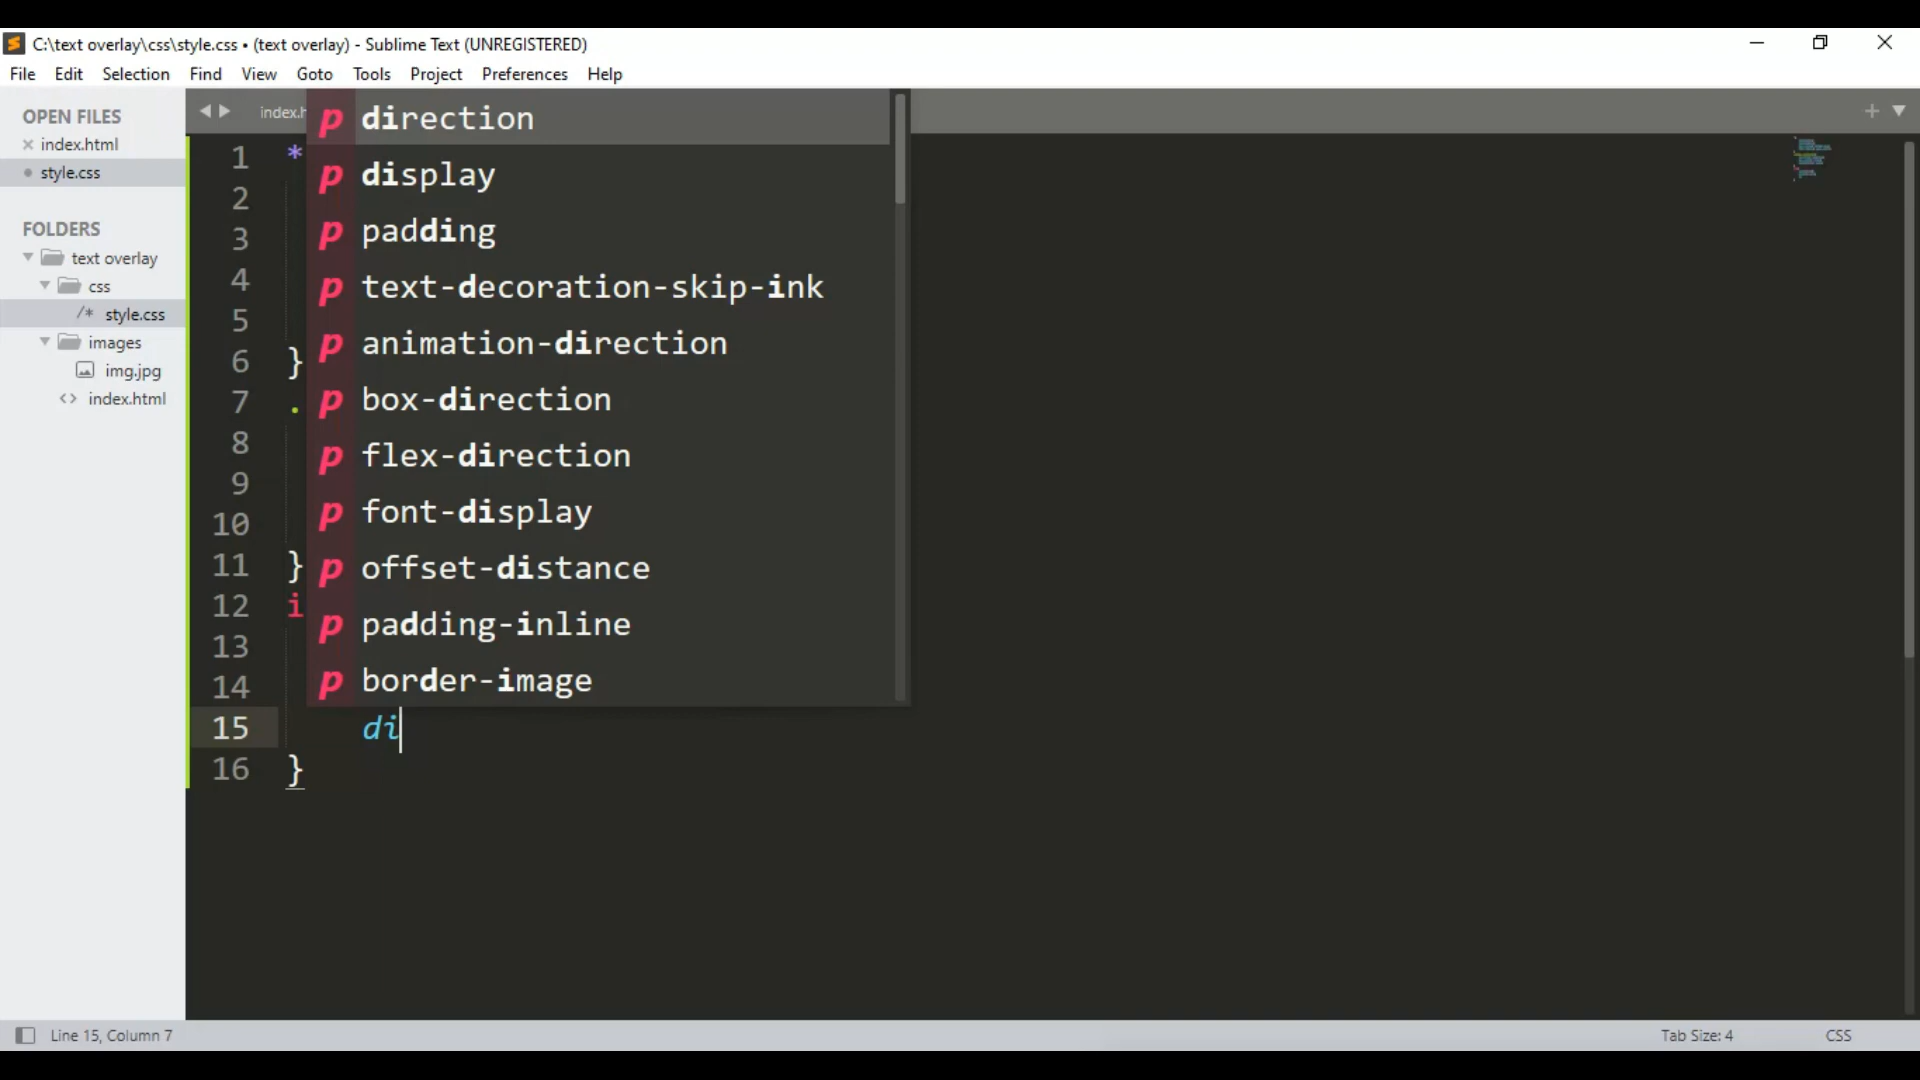 C:\text overlay\css\style.css • (text overlay) - Sublime Text (UNREGISTERED)
File Edit Selection Find View Goto Tools Project Preferences Help
OPEN FILES
index.html
style.css
FOLDERS
text overlay
css
/* style.css
images
img.jpg
<> index.html
index.h
p direction
p display
p padding
p text-decoration-skip-ink
p animation-direction
p box-direction
p flex-direction
p font-display
p offset-distance
p padding-inline
p border-image
1 *
2
3
4
5
6 }
7 .
8
9
10
11 }
12 i
13
14
15 di
16 }
Line 15, Column 7
Tab Size: 4
CSS